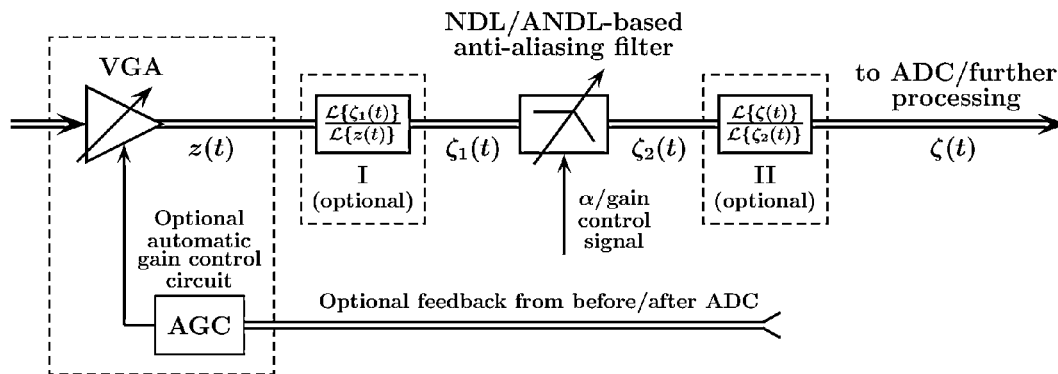 NDL/ANDL-based
anti-aliasing filter
VGA
to ADC/further
processing
ℒ{ζ₁(t)}
ℒ{z(t)}
ℒ{ζ(t)}
ℒ{ζ₂(t)}
z(t)
ζ₁(t)
ζ₂(t)
ζ(t)
I
(optional)
II
(optional)
α/gain
control
signal
Optional
automatic
gain control
circuit
AGC
Optional feedback from before/after ADC